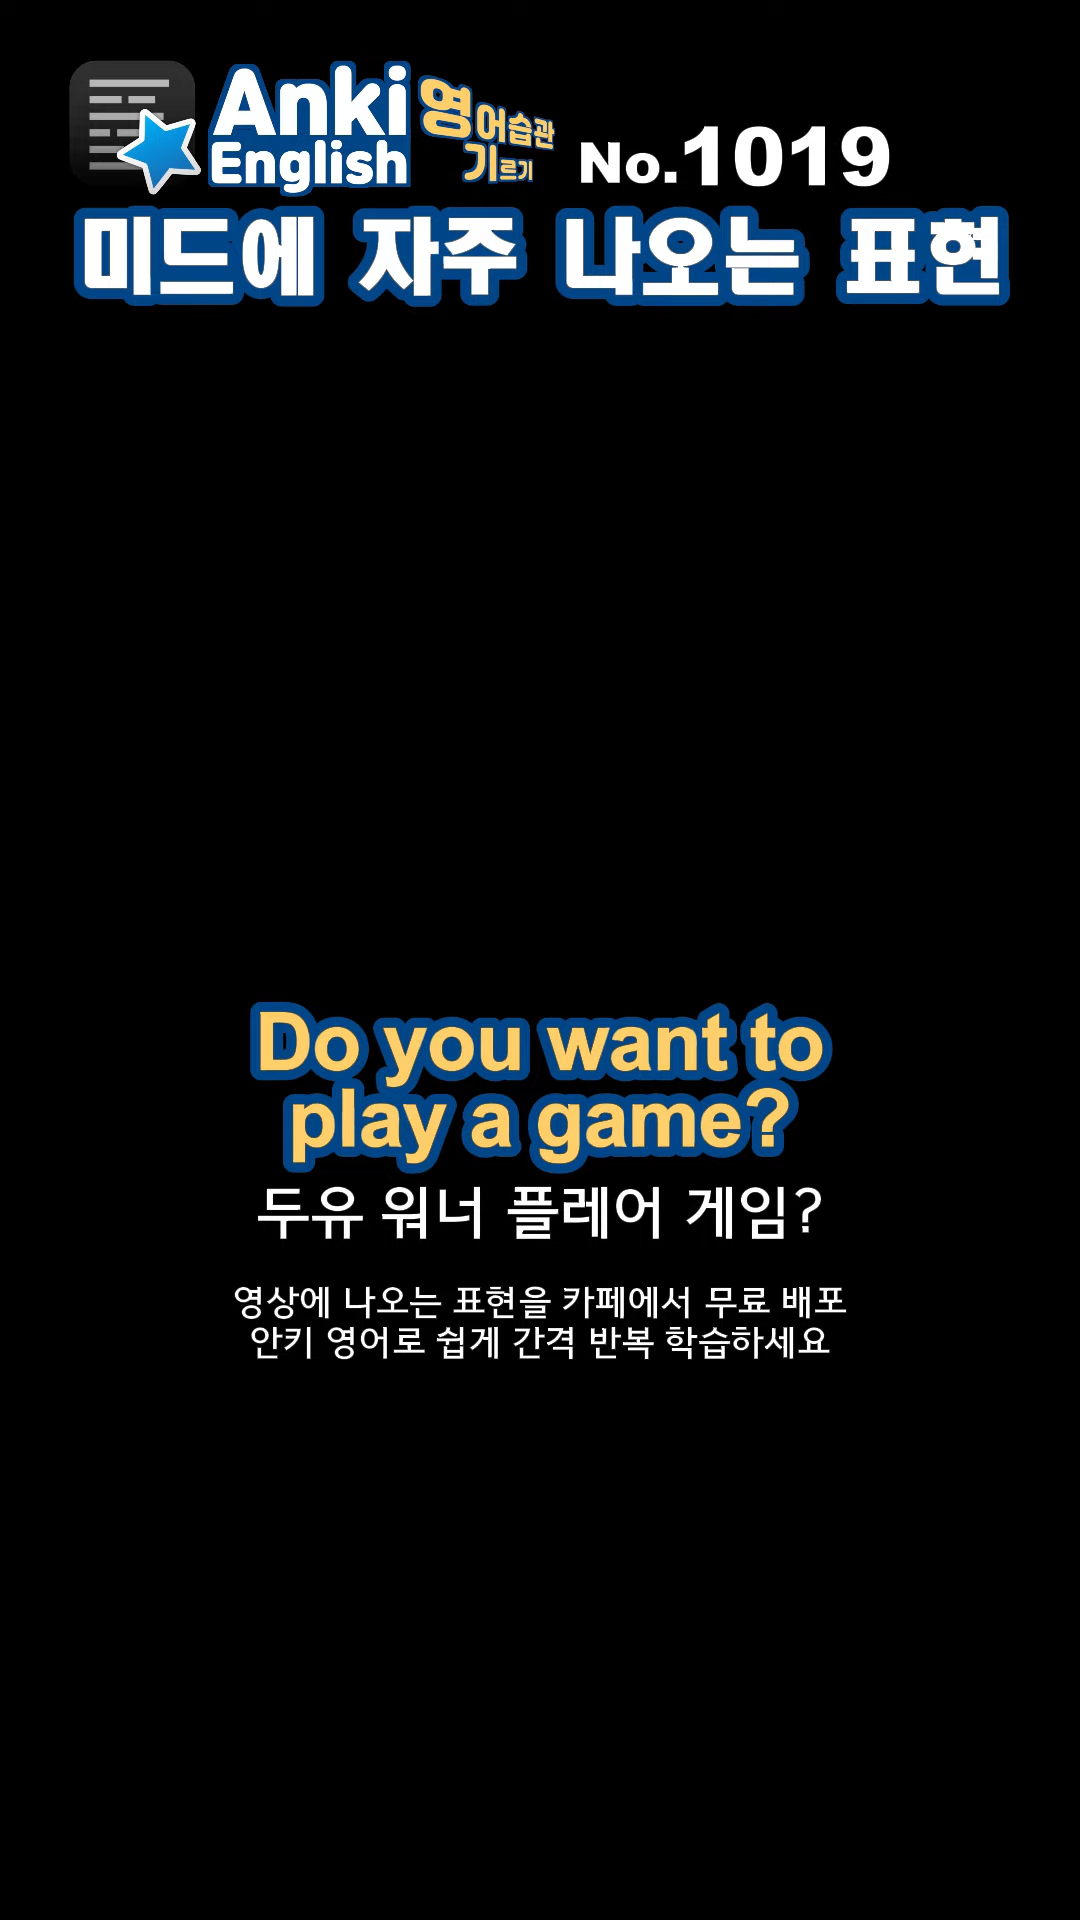 Anki English 영어습관 기르기 No.1019
미드에 자주 나오는 표현
Do you want to
play a game?
두유 워너 플레어 게임?
영상에 나오는 표현을 카페에서 무료 배포
안키 영어로 쉽게 간격 반복 학습하세요